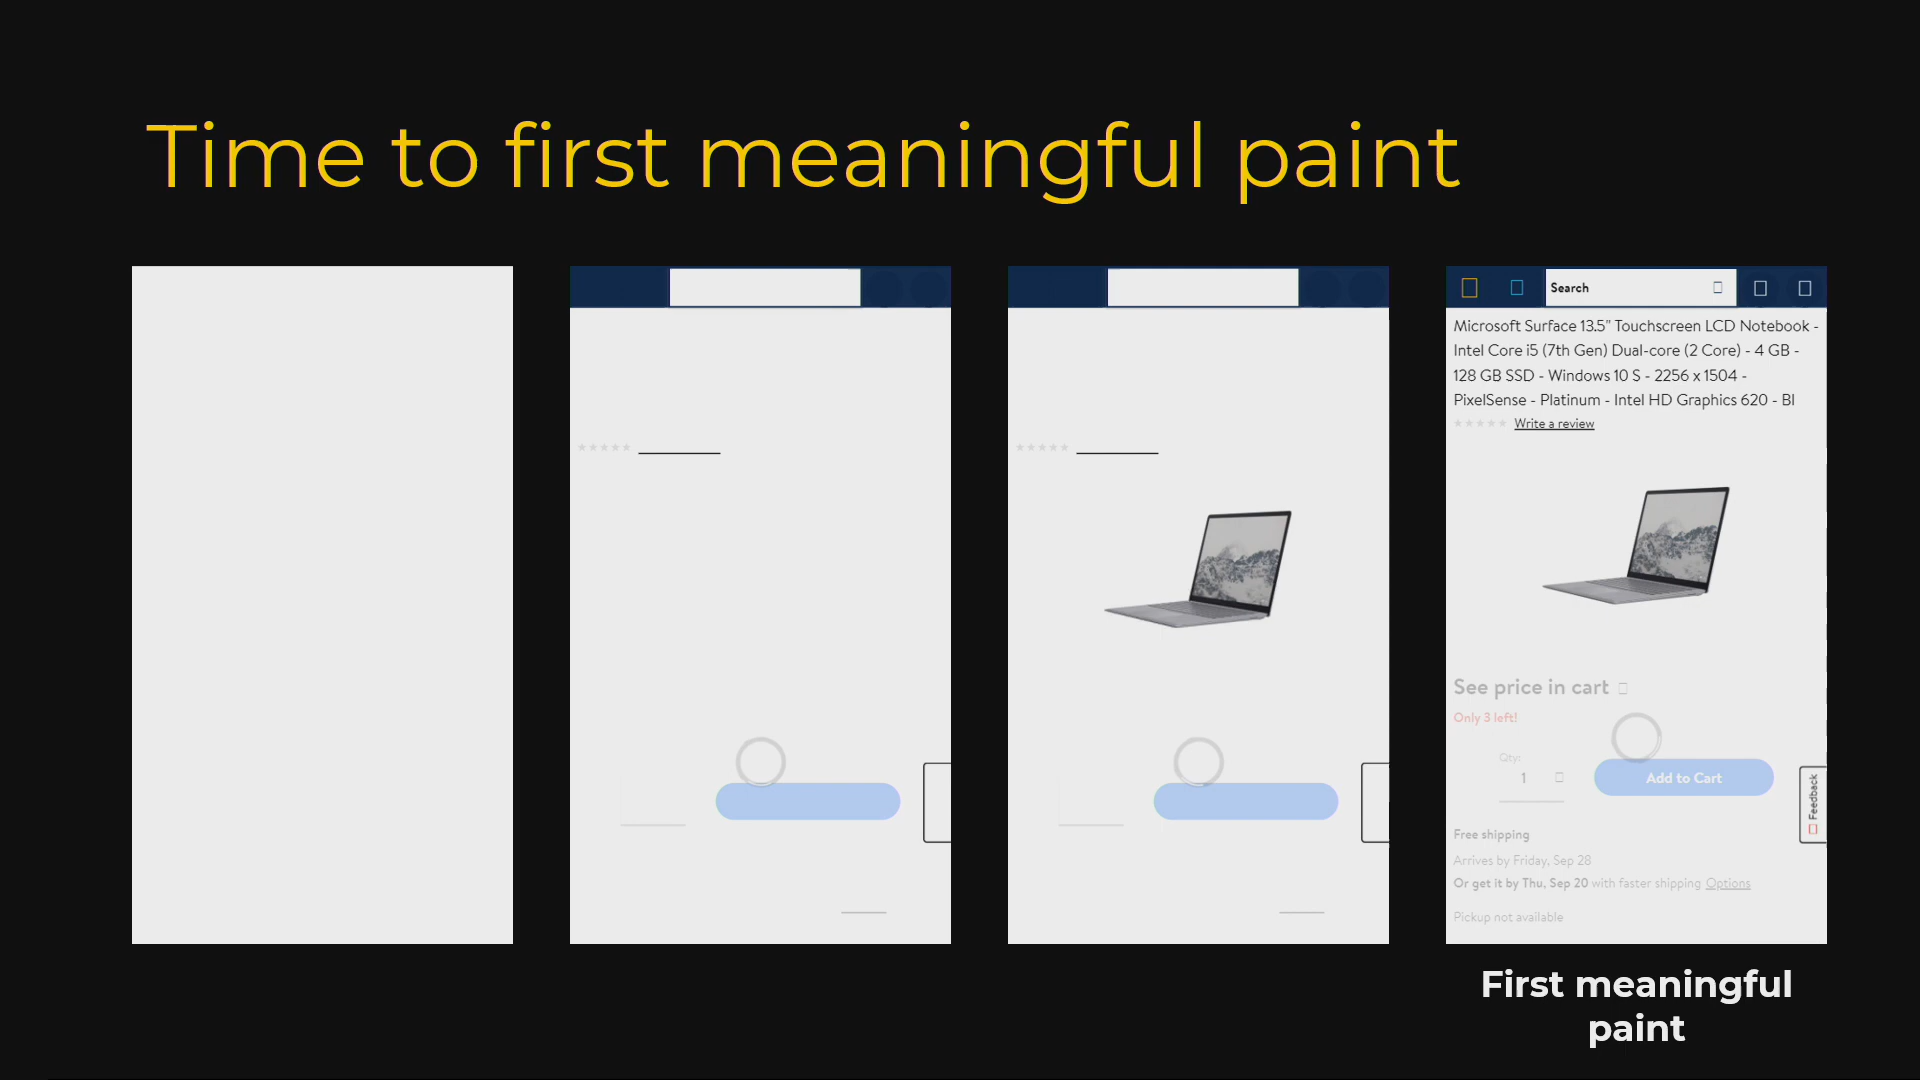 Time to first meaningful paint
Search
Microsoft Surface 13.5" Touchscreen LCD Notebook -
Intel Core i5 (7th Gen) Dual-core (2 Core) - 4 GB -
128 GB SSD - Windows 10 S - 2256 x 1504 -
PixelSense - Platinum - Intel HD Graphics 620 - Bl
Write a review
See price in cart
Only 3 left!
Qty:
1
Add to Cart
Feedback
Free shipping
Arrives by Friday, Sep 28
Or get it by Thu, Sep 20 with faster shipping Options
Pickup not available
First meaningful
paint